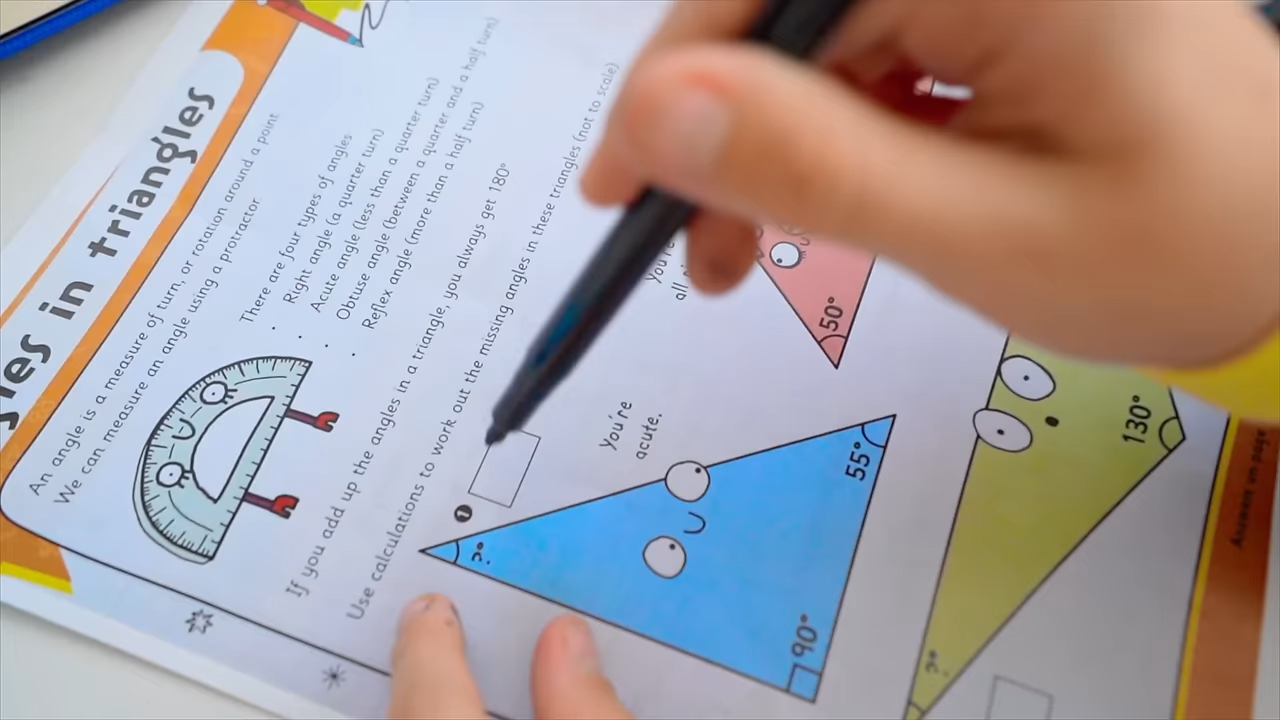 in triangles
An angle is a measure of turn, or rotation around a point
We can measure an angle using a protractor
There are four types of angles
• Right angle (a quarter turn)
• Acute angle (less than a quarter turn)
• Obtuse angle (between a quarter and a half turn)
• Reflex angle (more than a half turn)
If you add up the angles in a triangle, you always get 180°
Use calculations to work out the missing angles in these triangles (not to scale)
1
?°
90°
55°
You're
acute.
all
50°
130°
?°
Answers on page